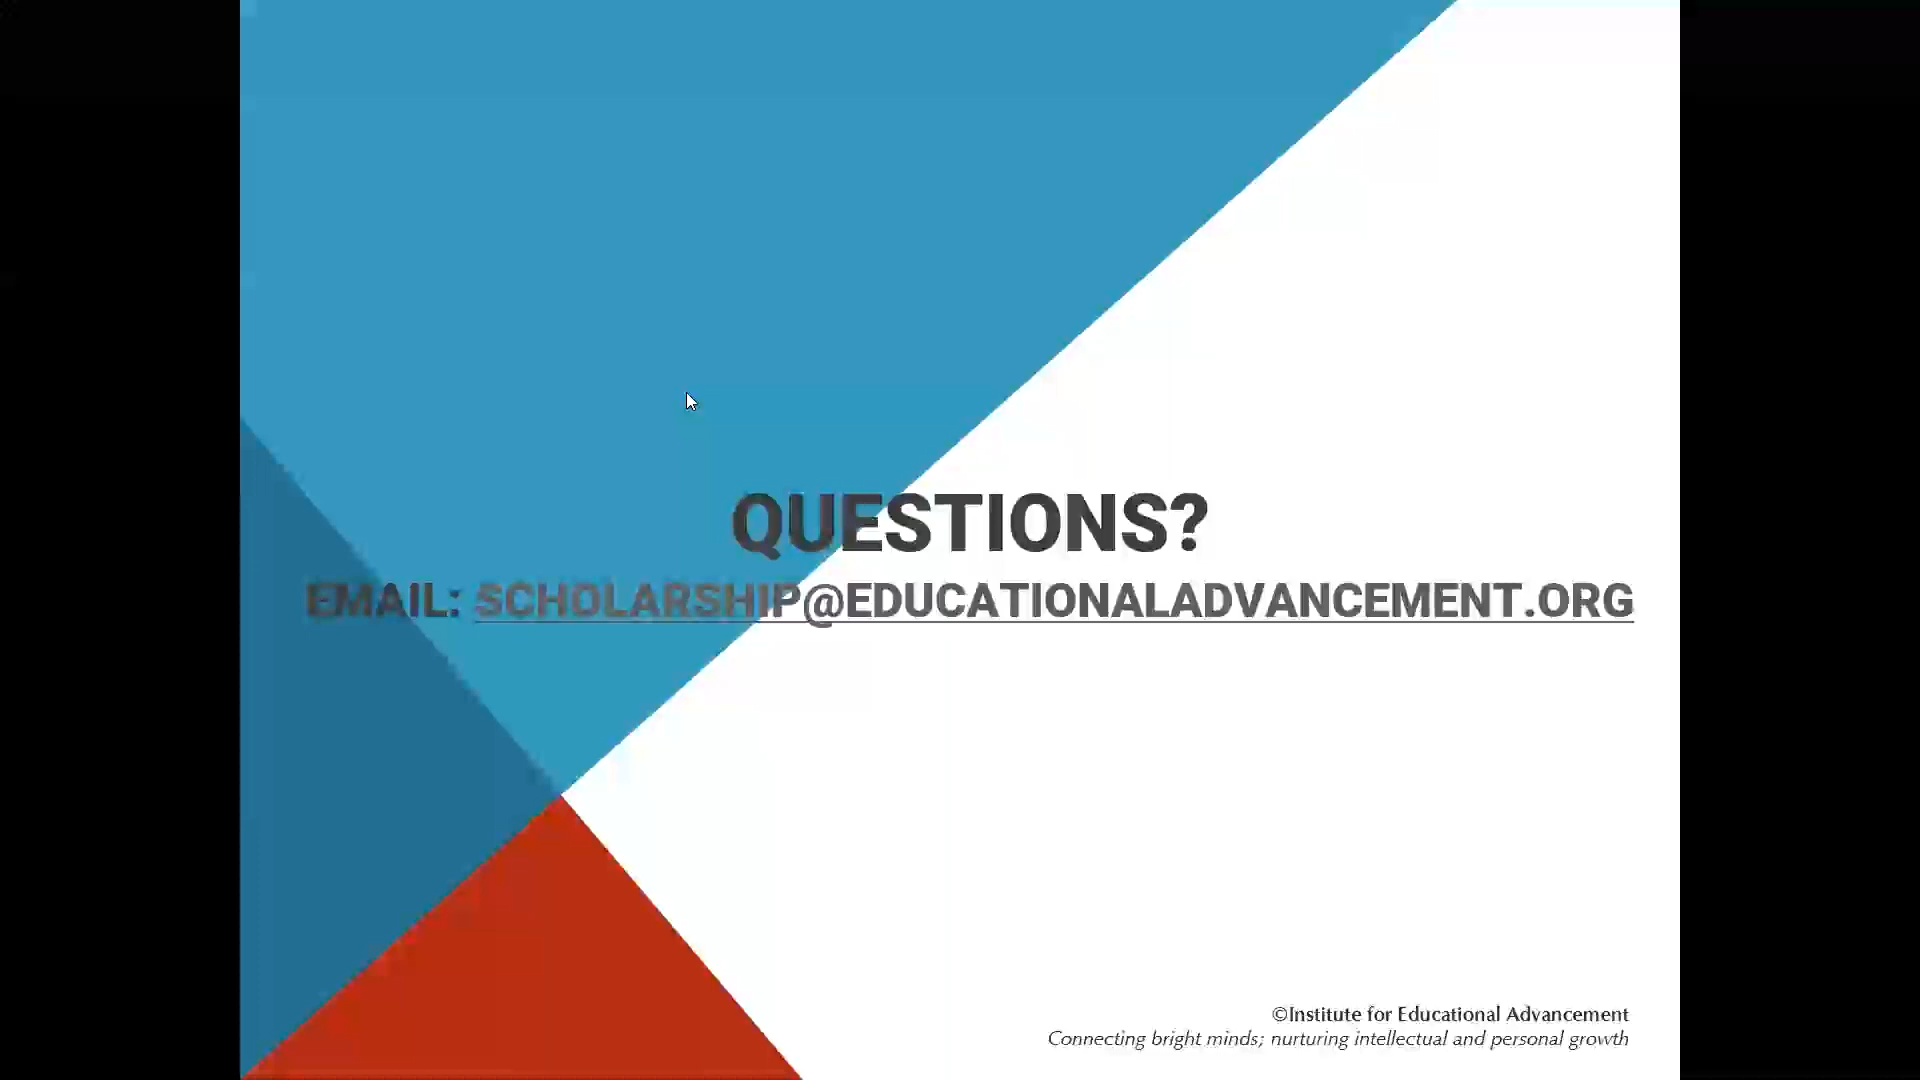 QUESTIONS?
EMAIL: SCHOLARSHIP@EDUCATIONALADVANCEMENT.ORG
©Institute for Educational Advancement
Connecting bright minds; nurturing intellectual and personal growth